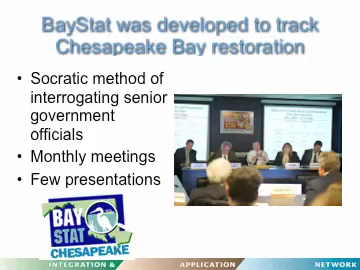 BayStat was developed to track
Chesapeake Bay restoration
• Socratic method of
interrogating senior
government
officials
• Monthly meetings
• Few presentations
BAY
STAT
CHESAPEAKE
INTEGRATION & APPLICATION NETWORK